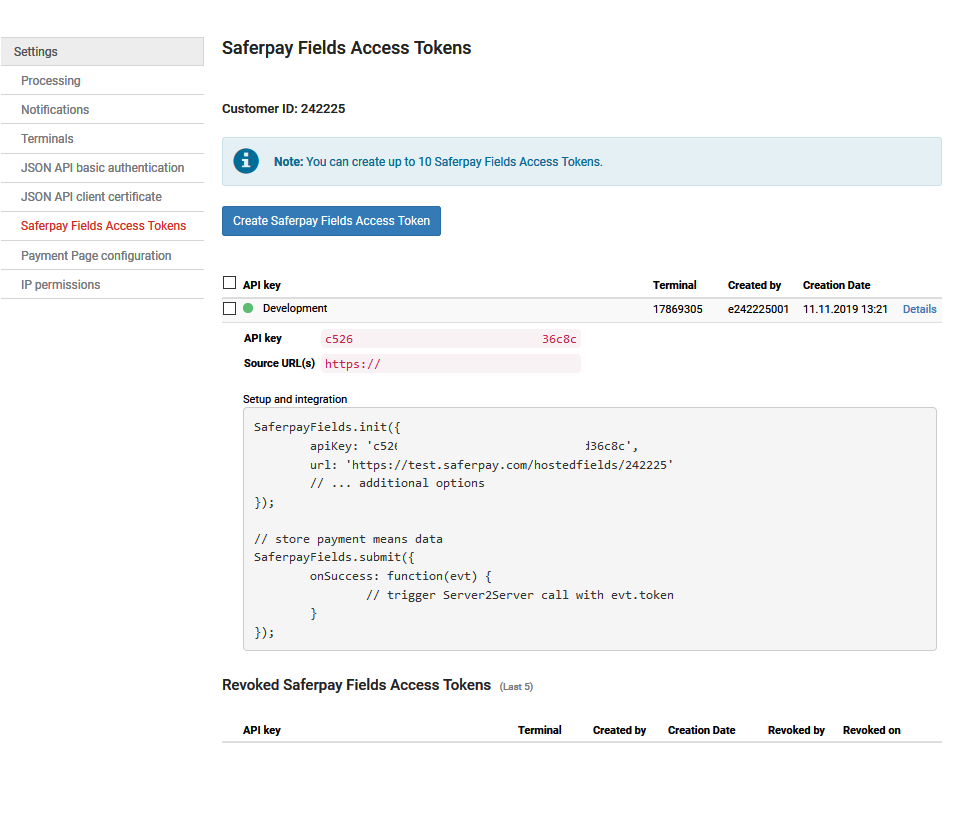 Settings
Processing
Notifications
Terminals
JSON API basic authentication
JSON API client certificate
Saferpay Fields Access Tokens
Payment Page configuration
IP permissions
Saferpay Fields Access Tokens
Customer ID: 242225
Note: You can create up to 10 Saferpay Fields Access Tokens.
Create Saferpay Fields Access Token
API key Terminal Created by Creation Date
Development 17869305 e242225001 11.11.2019 13:21 Details
API key c526 36c8c
Source URL(s) https://
Setup and integration
SaferpayFields.init({
apiKey: 'c526 d36c8c',
url: 'https://test.saferpay.com/hostedfields/242225'
// ... additional options
});
// store payment means data
SaferpayFields.submit({
onSuccess: function(evt) {
// trigger Server2Server call with evt.token
}
});
Revoked Saferpay Fields Access Tokens (Last 5)
API key Terminal Created by Creation Date Revoked by Revoked on